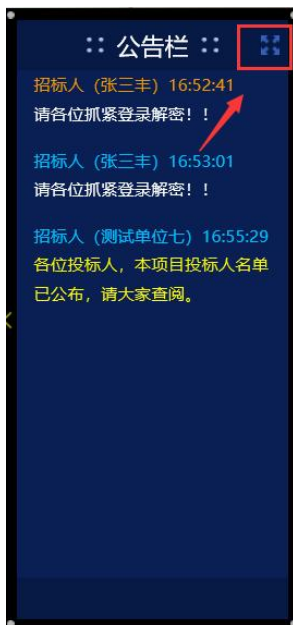 :: 公告栏 ::
招标人（张三丰）16:52:41
请各位抓紧登录解密！！
招标人（张三丰）16:53:01
请各位抓紧登录解密！！
招标人（测试单位七）16:55:29
各位投标人，本项目投标人名单
已公布，请大家查阅。